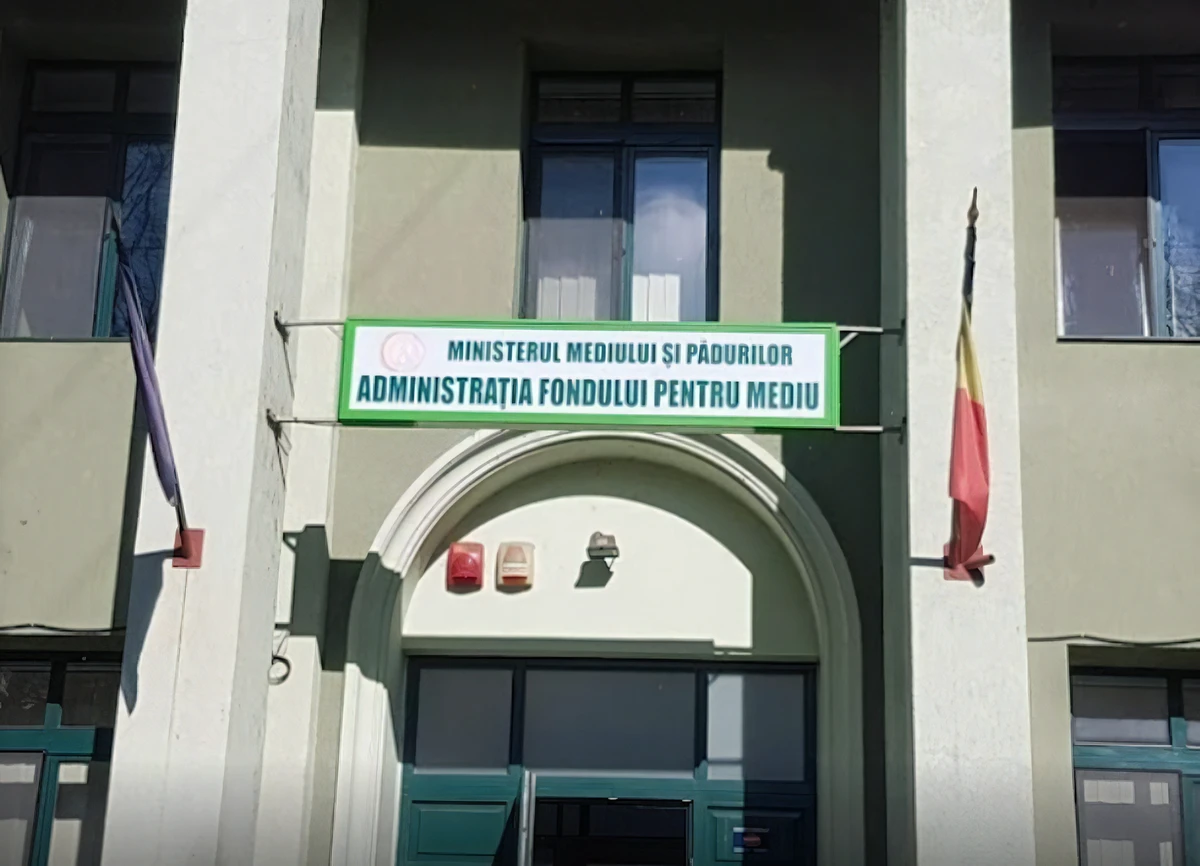 MINISTERUL MEDIULUI ȘI PĂDURILOR
ADMINISTRAȚIA FONDULUI PENTRU MEDIU